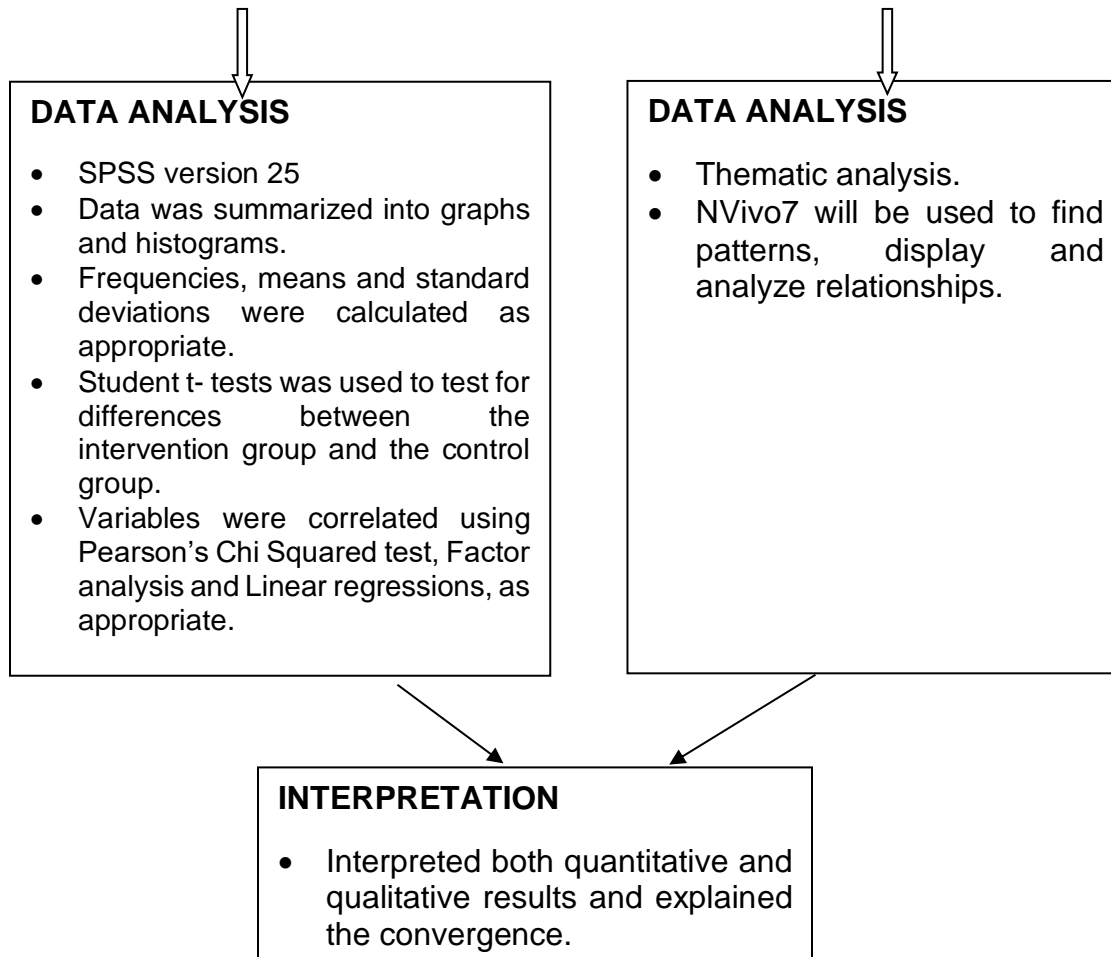 DATA ANALYSIS
• SPSS version 25
• Data was summarized into graphs
and histograms.
• Frequencies, means and standard
deviations were calculated as
appropriate.
• Student t- tests was used to test for
differences between the
intervention group and the control
group.
• Variables were correlated using
Pearson's Chi Squared test, Factor
analysis and Linear regressions, as
appropriate.
DATA ANALYSIS
• Thematic analysis.
• NVivo7 will be used to find
patterns, display and
analyze relationships.
INTERPRETATION
• Interpreted both quantitative and
qualitative results and explained
the convergence.